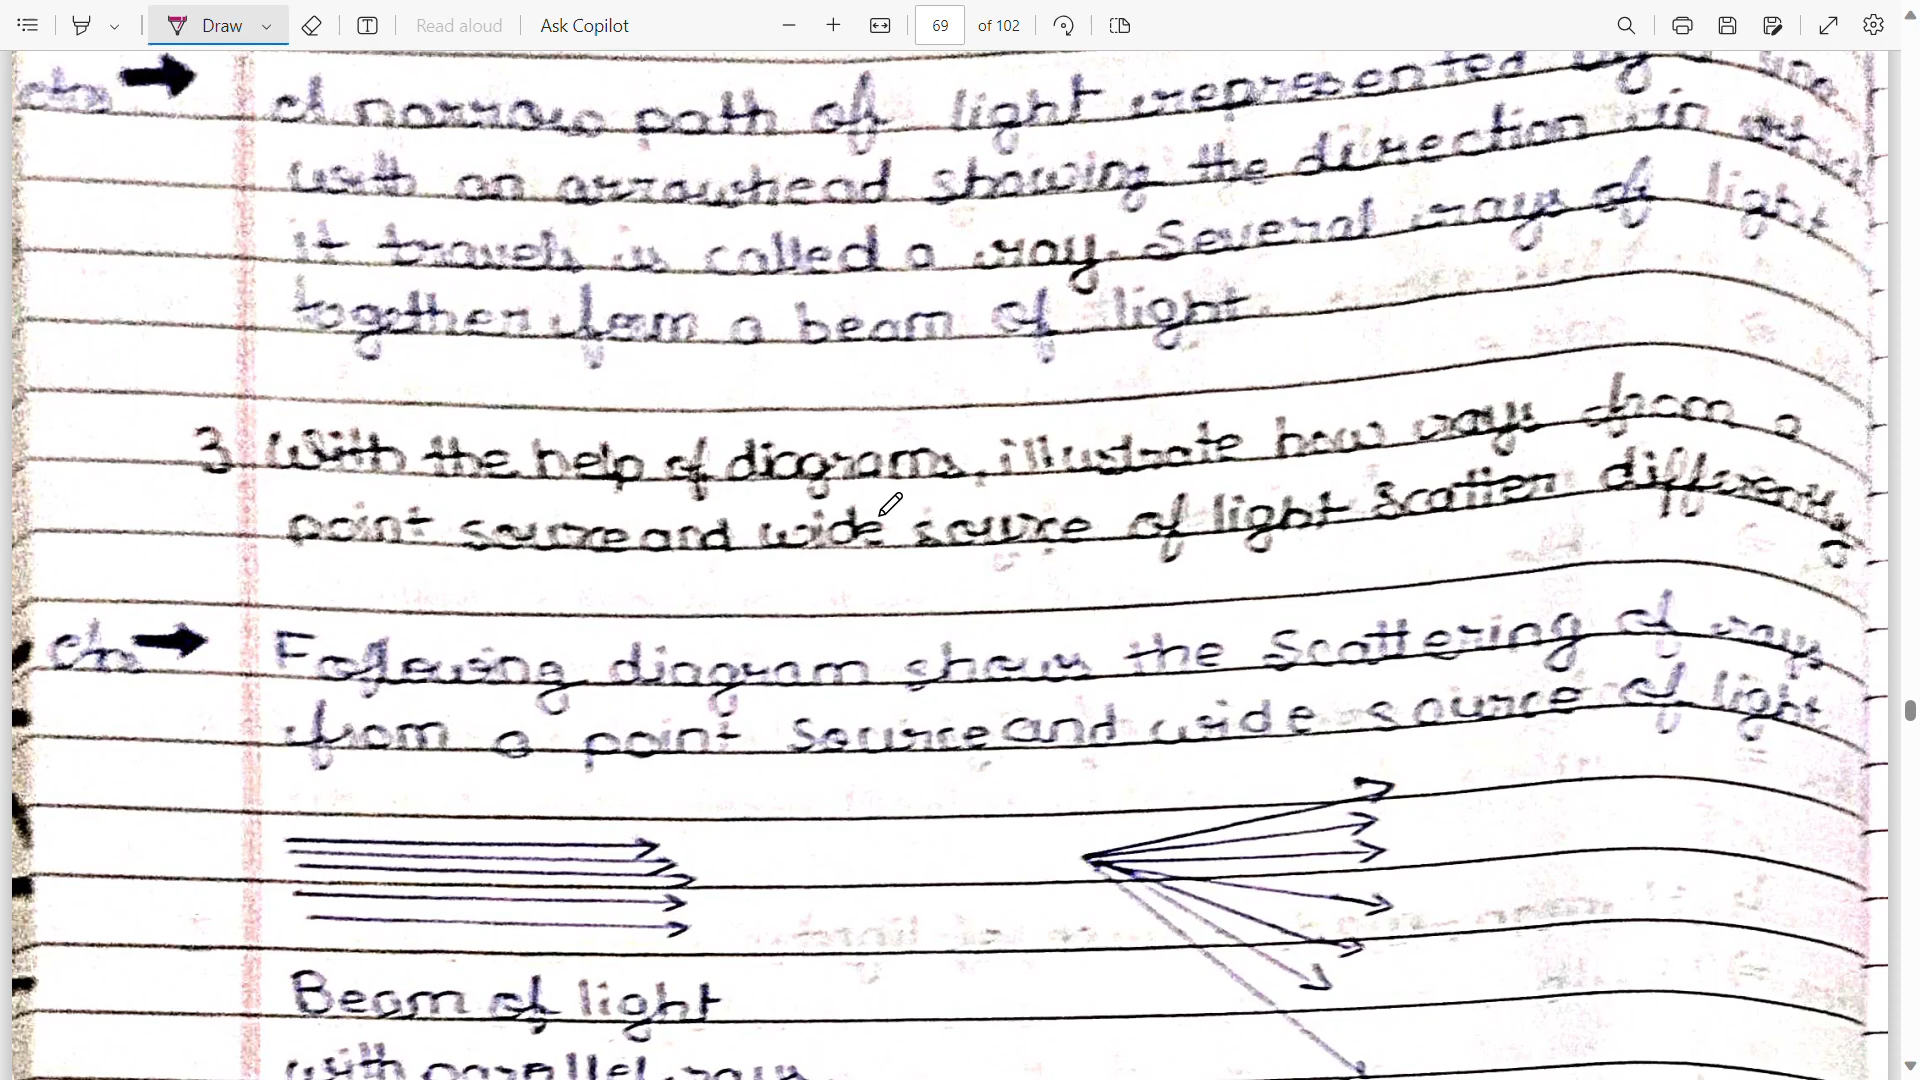 Draw
Read aloud
Ask Copilot
69 of 102
Ans A narrow path of light represented by a line
with an arrowhead showing the direction in which
it travels is called a ray. Several rays of light
together form a beam of light.
3 With the help of diagrams, illustrate how rays from a
point source and wide source of light scatter differently
Ans Following diagram shows the Scattering of rays
from a point source and wide source of light
Beam of light
with parallel rays